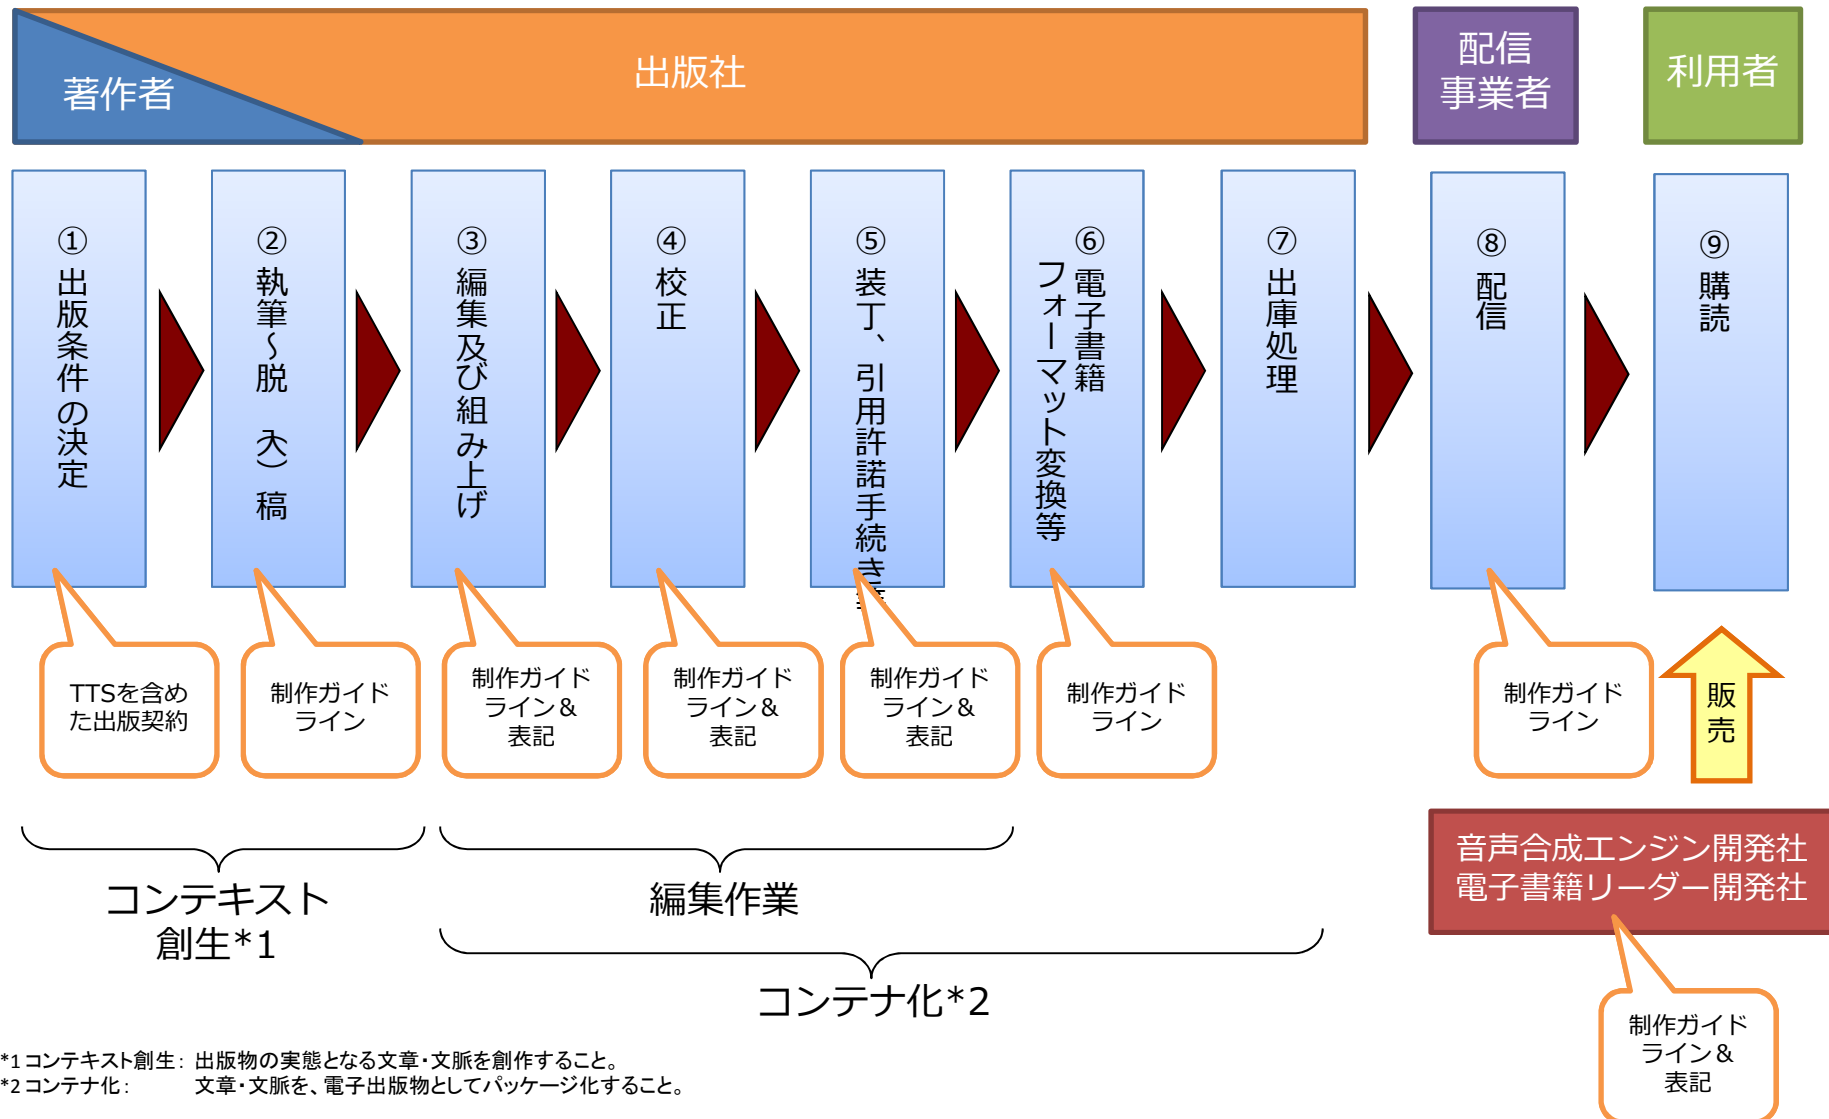 著作者
出版社
配信
事業者
利用者
①出版条件の決定
②執筆～脱（入）稿
③編集及び組み上げ
④校正
⑤装丁、引用許諾手続き等
⑥電子書籍
フォーマット変換等
⑦出庫処理
⑧配信
⑨購読
TTSを含め
た出版契約
制作ガイド
ライン
制作ガイド
ライン＆
表記
制作ガイド
ライン＆
表記
制作ガイド
ライン＆
表記
制作ガイド
ライン
制作ガイド
ライン
販売
音声合成エンジン開発社
電子書籍リーダー開発社
制作ガイド
ライン＆
表記
コンテキスト
創生*1
編集作業
コンテナ化*2
*1 コンテキスト創生： 出版物の実態となる文章・文脈を創作すること。
*2 コンテナ化： 文章・文脈を、電子出版物としてパッケージ化すること。